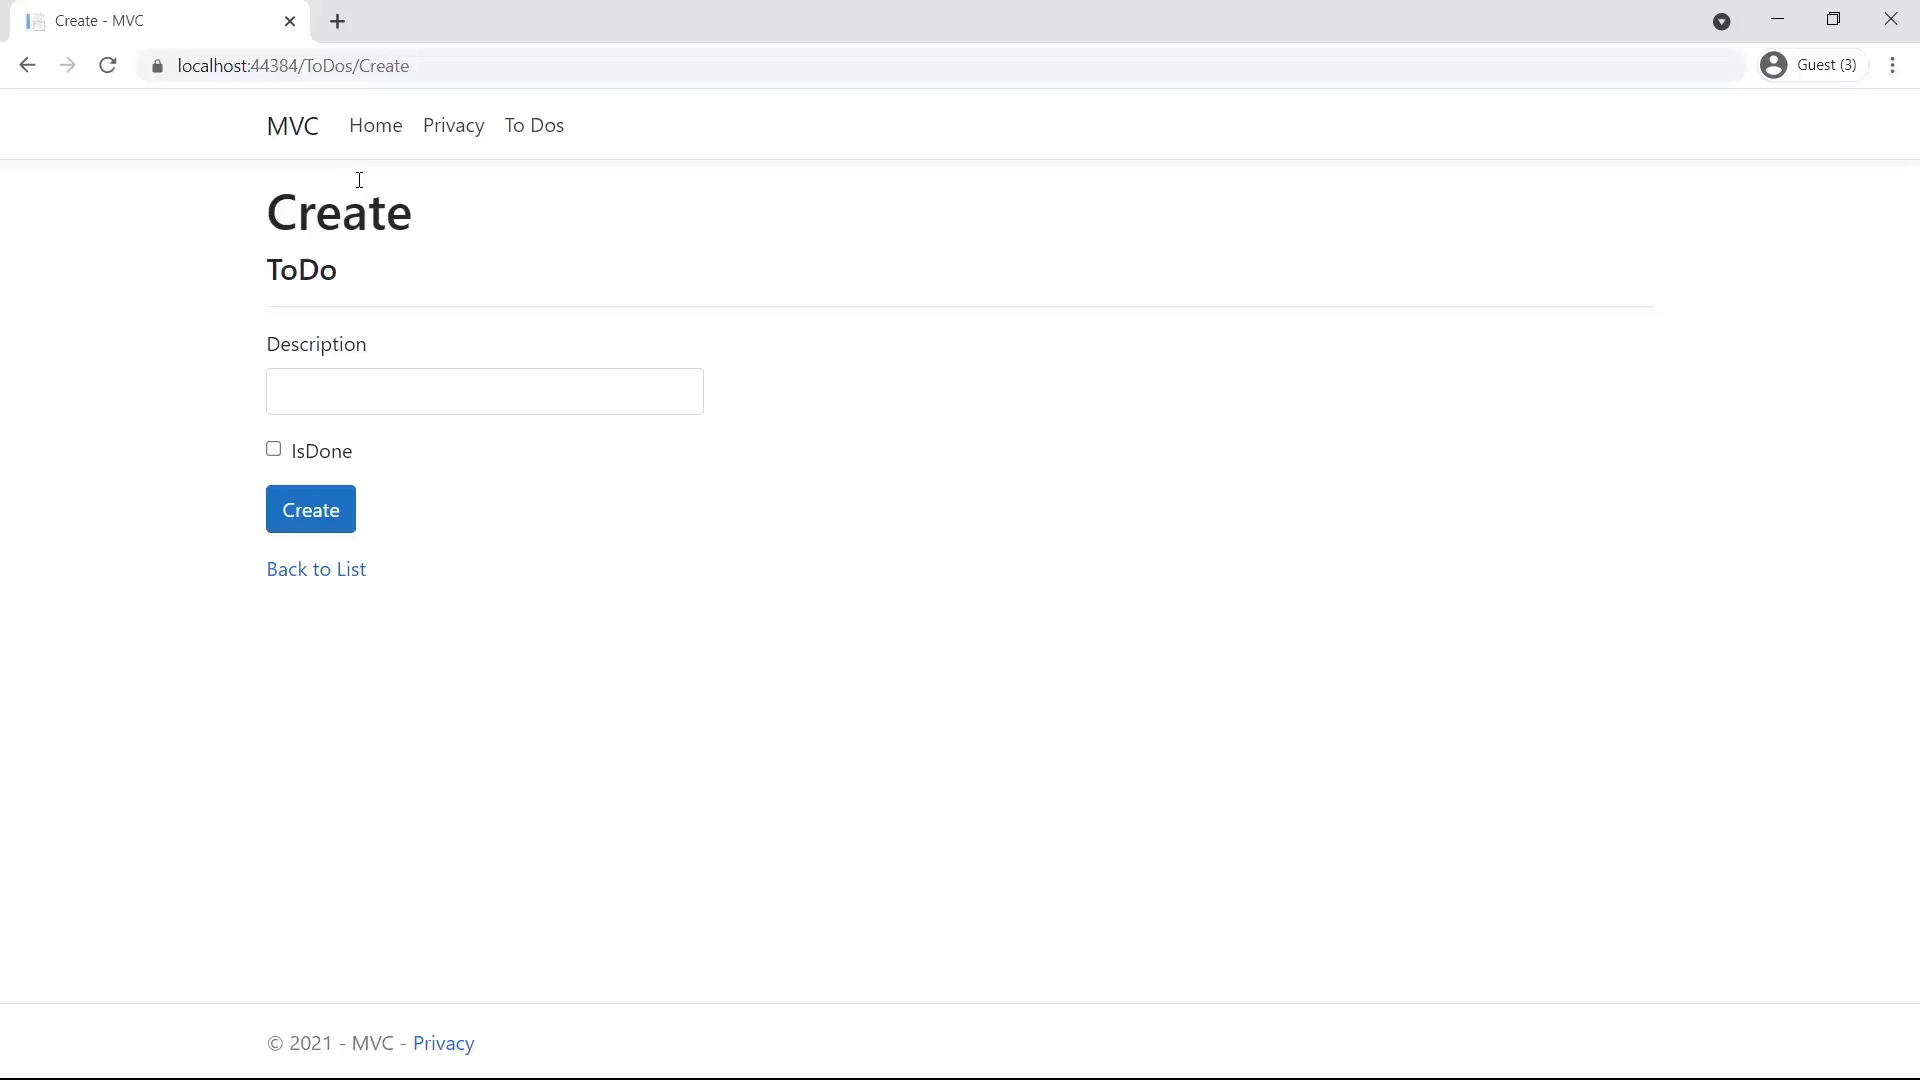 Create - MVC
localhost:44384/ToDos/Create
Guest (3)
MVC Home Privacy To Dos
Create
ToDo
Description
IsDone
Create
Back to List
© 2021 - MVC - Privacy